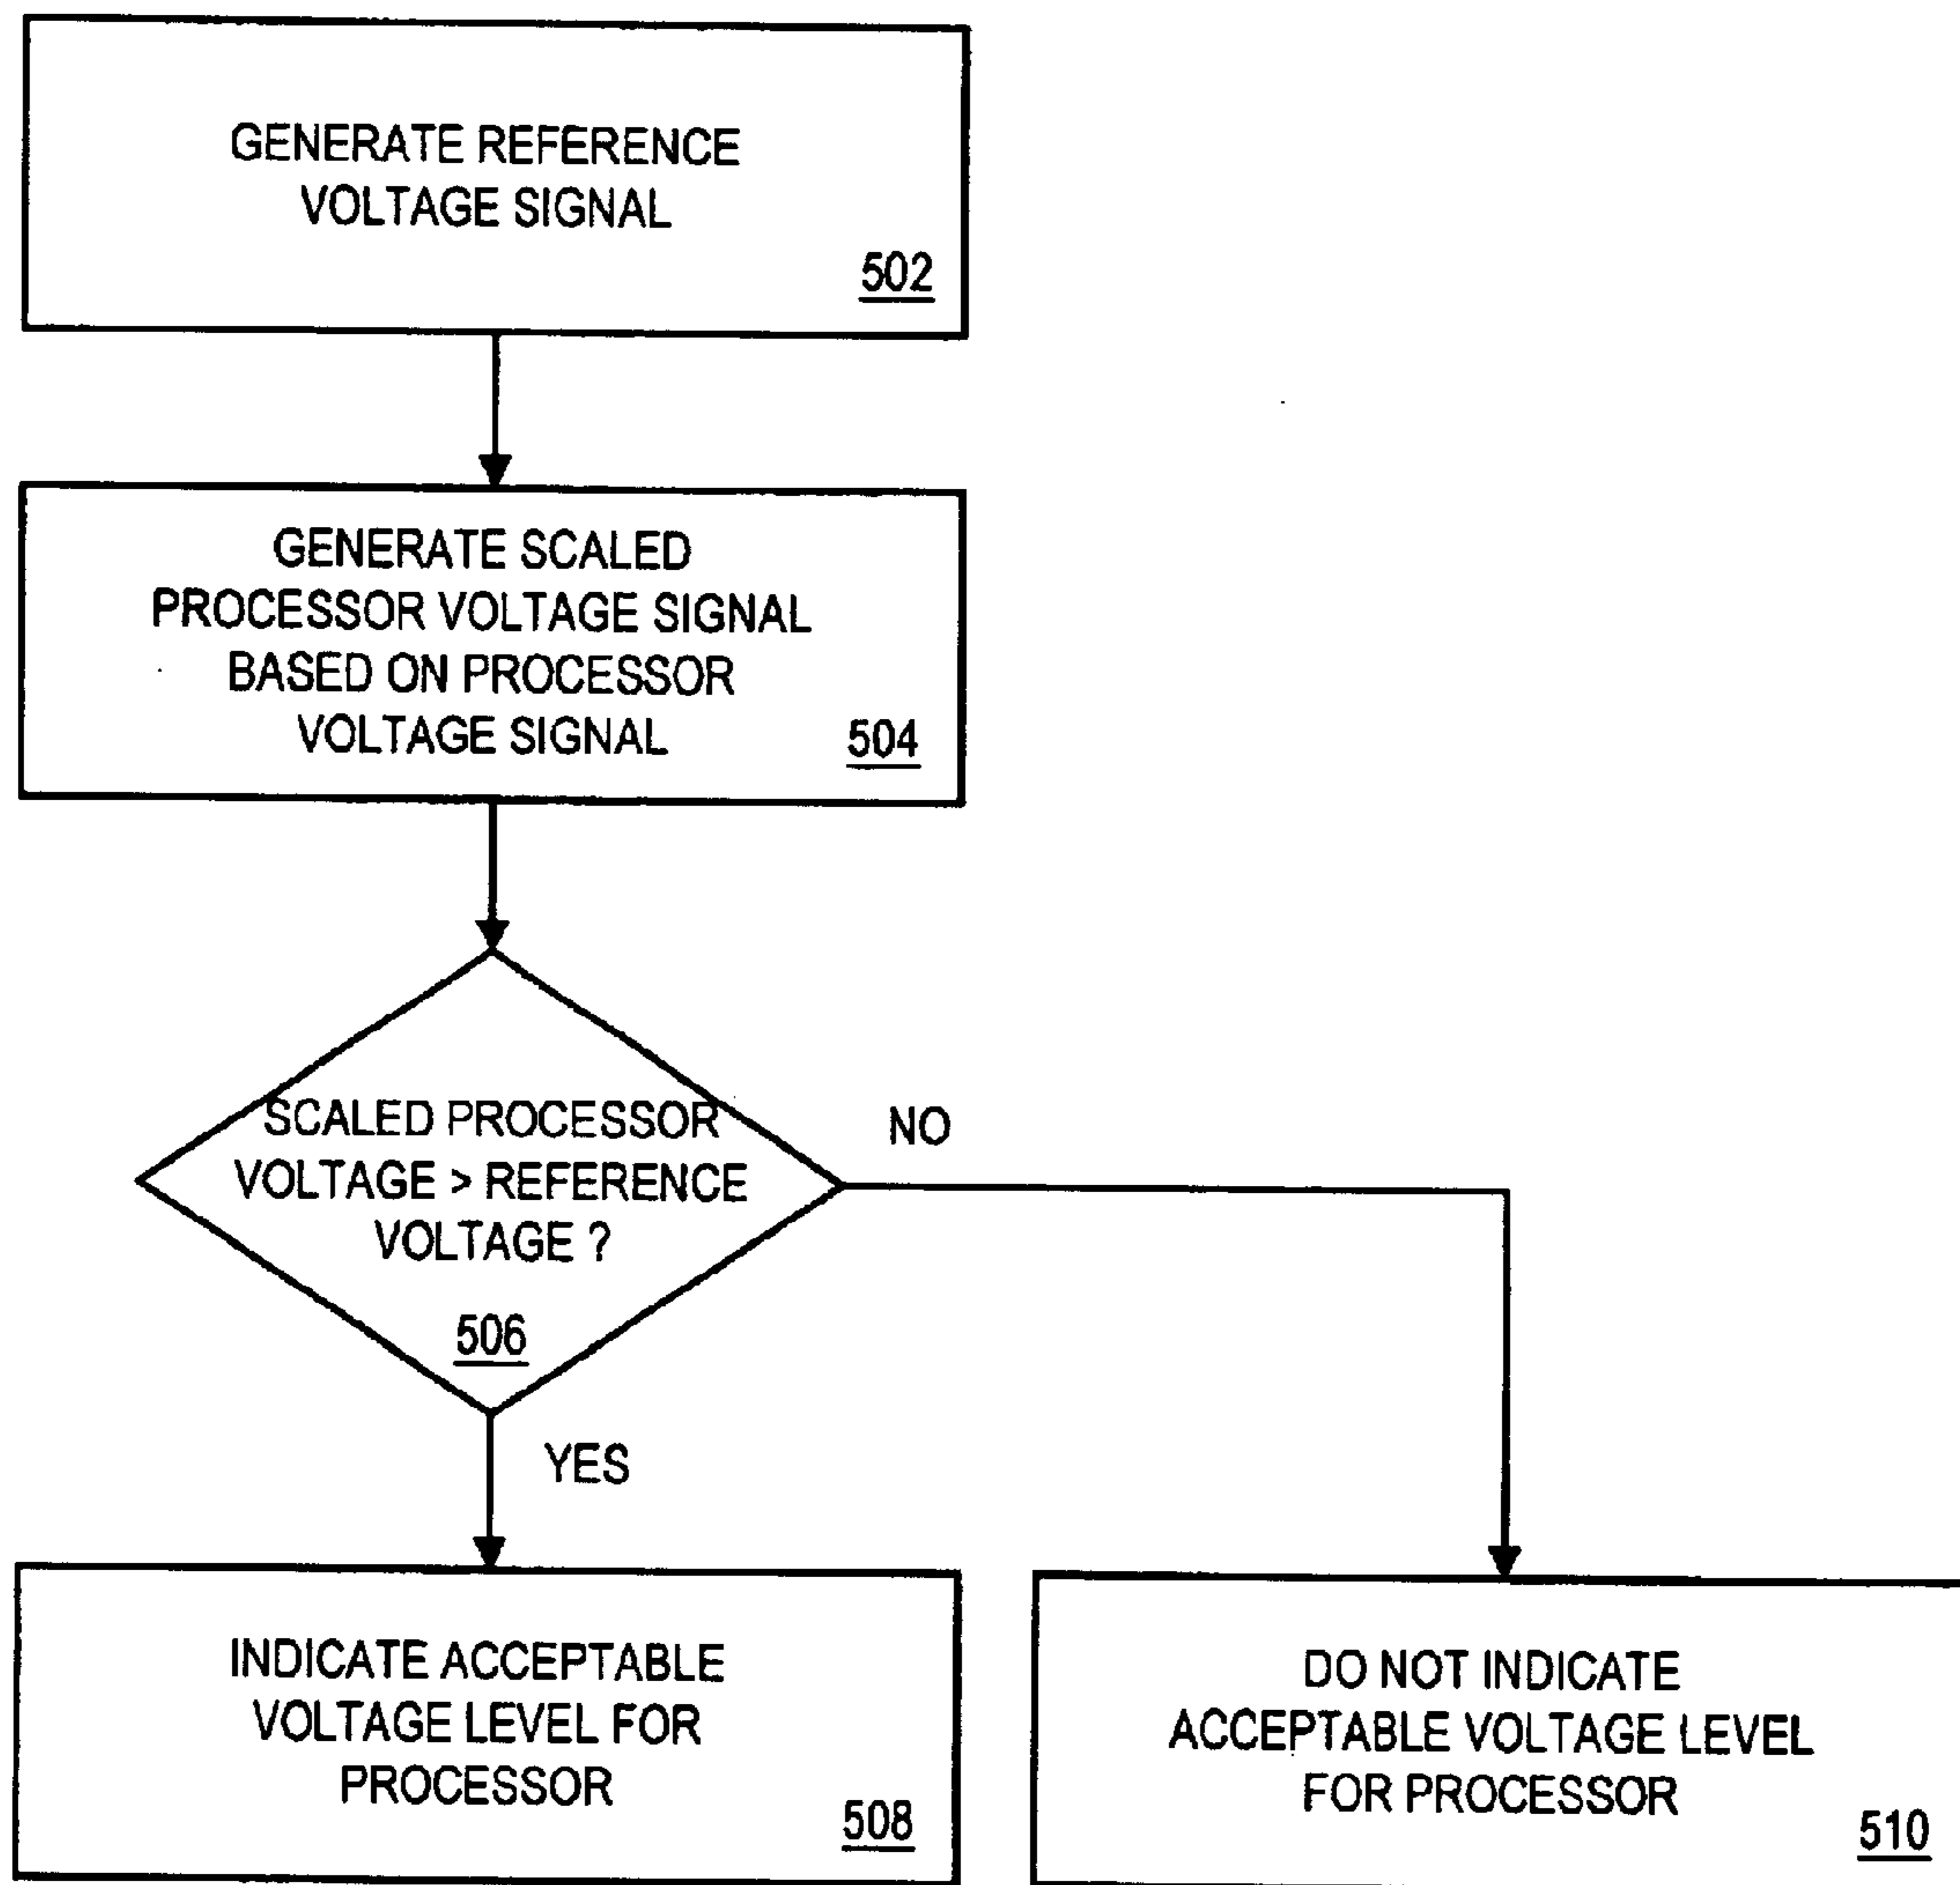 GENERATE REFERENCE
VOLTAGE SIGNAL
502
GENERATE SCALED
PROCESSOR VOLTAGE SIGNAL
BASED ON PROCESSOR
VOLTAGE SIGNAL
504
SCALED PROCESSOR
VOLTAGE > REFERENCE
VOLTAGE ?
506
NO
YES
INDICATE ACCEPTABLE
VOLTAGE LEVEL FOR
PROCESSOR
508
DO NOT INDICATE
ACCEPTABLE VOLTAGE LEVEL
FOR PROCESSOR
510